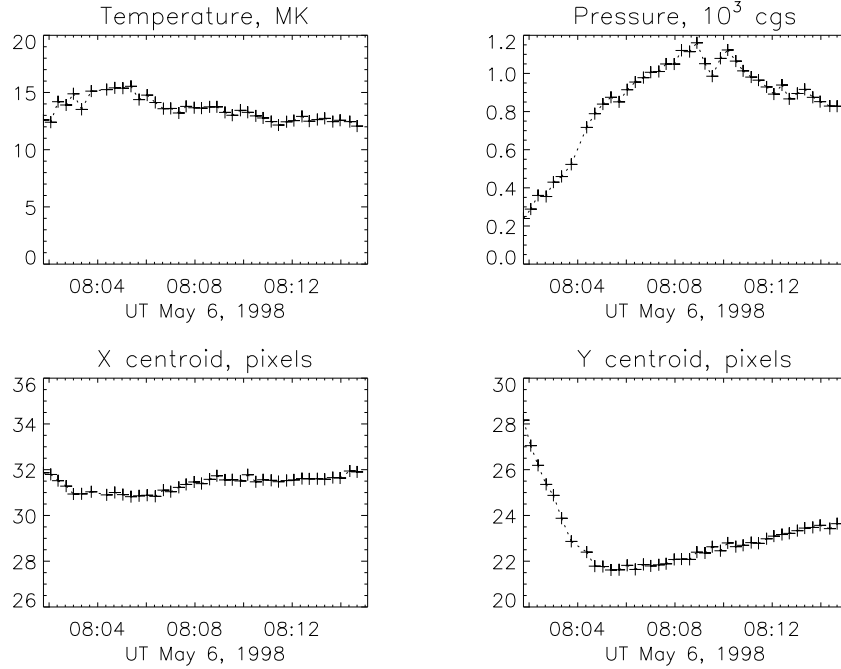 Temperature, MK
20
15
10
5
0
08:04 08:08 08:12
UT May 6, 1998
Pressure, 10³ cgs
1.2
1.0
0.8
0.6
0.4
0.2
0.0
08:04 08:08 08:12
UT May 6, 1998
X centroid, pixels
36
34
32
30
28
26
08:04 08:08 08:12
UT May 6, 1998
Y centroid, pixels
30
28
26
24
22
20
08:04 08:08 08:12
UT May 6, 1998